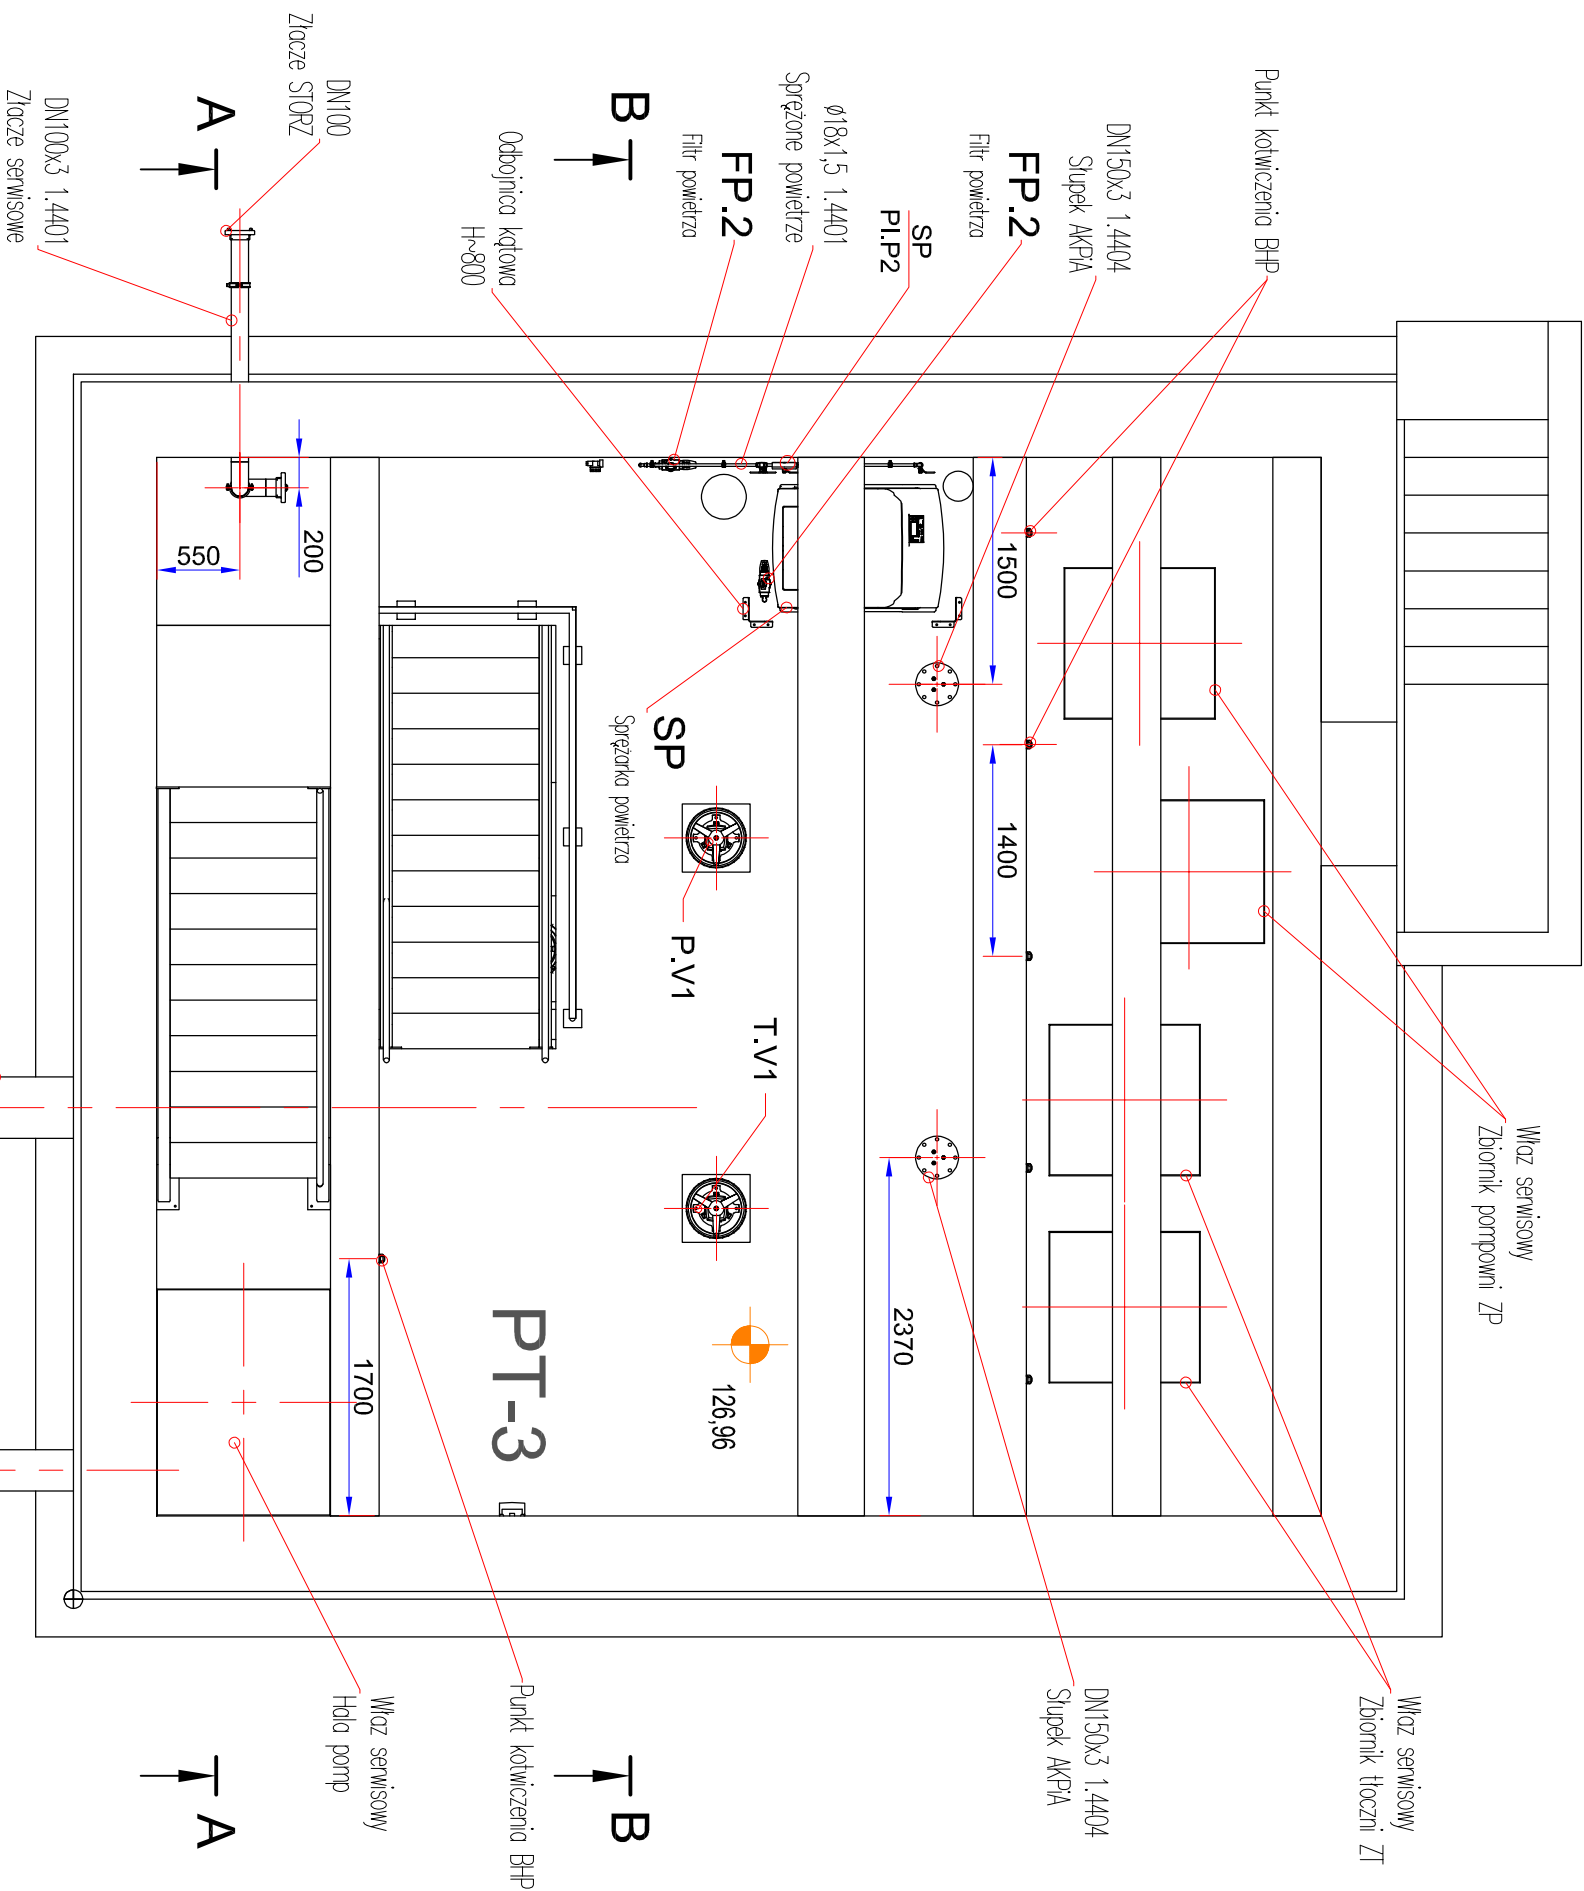 Punkt kotwiczenia BHP
DN150x3 1.4404
Słupek AKPiA
FP.2
Filtr powietrza
SP
PI.P2
Ø18x1,5 1.4401
Sprężone powietrze
FP.2
Filtr powietrza
B
Odbojnica kątowa
H~800
DN100
Złącze STORZ
A
DN100x3 1.4401
Złącze serwisowe
1500
1400
200
550
SP
Sprężarka powietrza
P.V1
T.V1
2370
126,96
PT-3
1700
Właz serwisowy
Zbiornik pompowni ZP
Właz serwisowy
Zbiornik tłoczni ZT
DN150x3 1.4404
Słupek AKPiA
B
Punkt kotwiczenia BHP
Właz serwisowy
Hala pomp
A